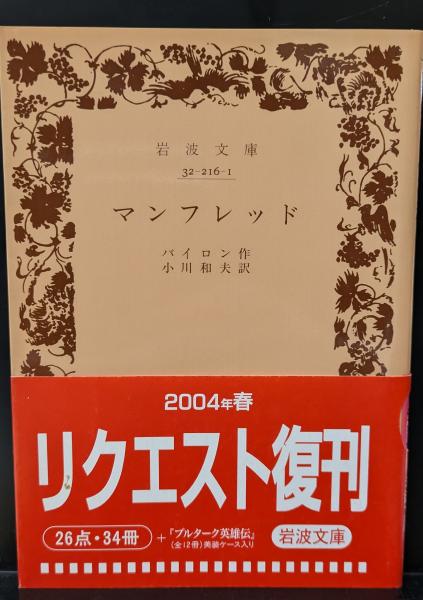 岩波文庫
32-216-1
マンフレッド
バイロン作
小川和夫訳
2004年春
リクエスト復刊
26点・34冊
+『プルターク英雄伝』
(全12冊)美装ケース入り
岩波文庫